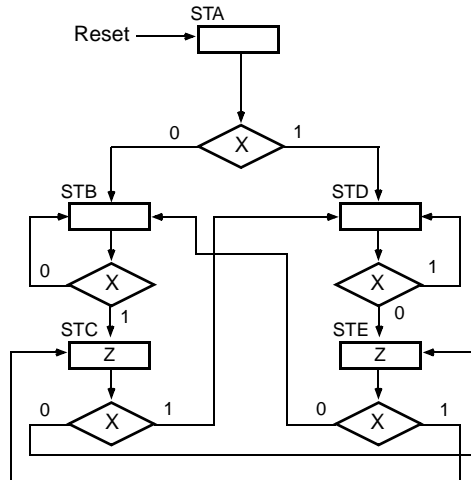 STA
Reset
0 X 1
STB
STD
0 X
X 1
1
0
STC
STE
Z
Z
0 X 1
0 X 1